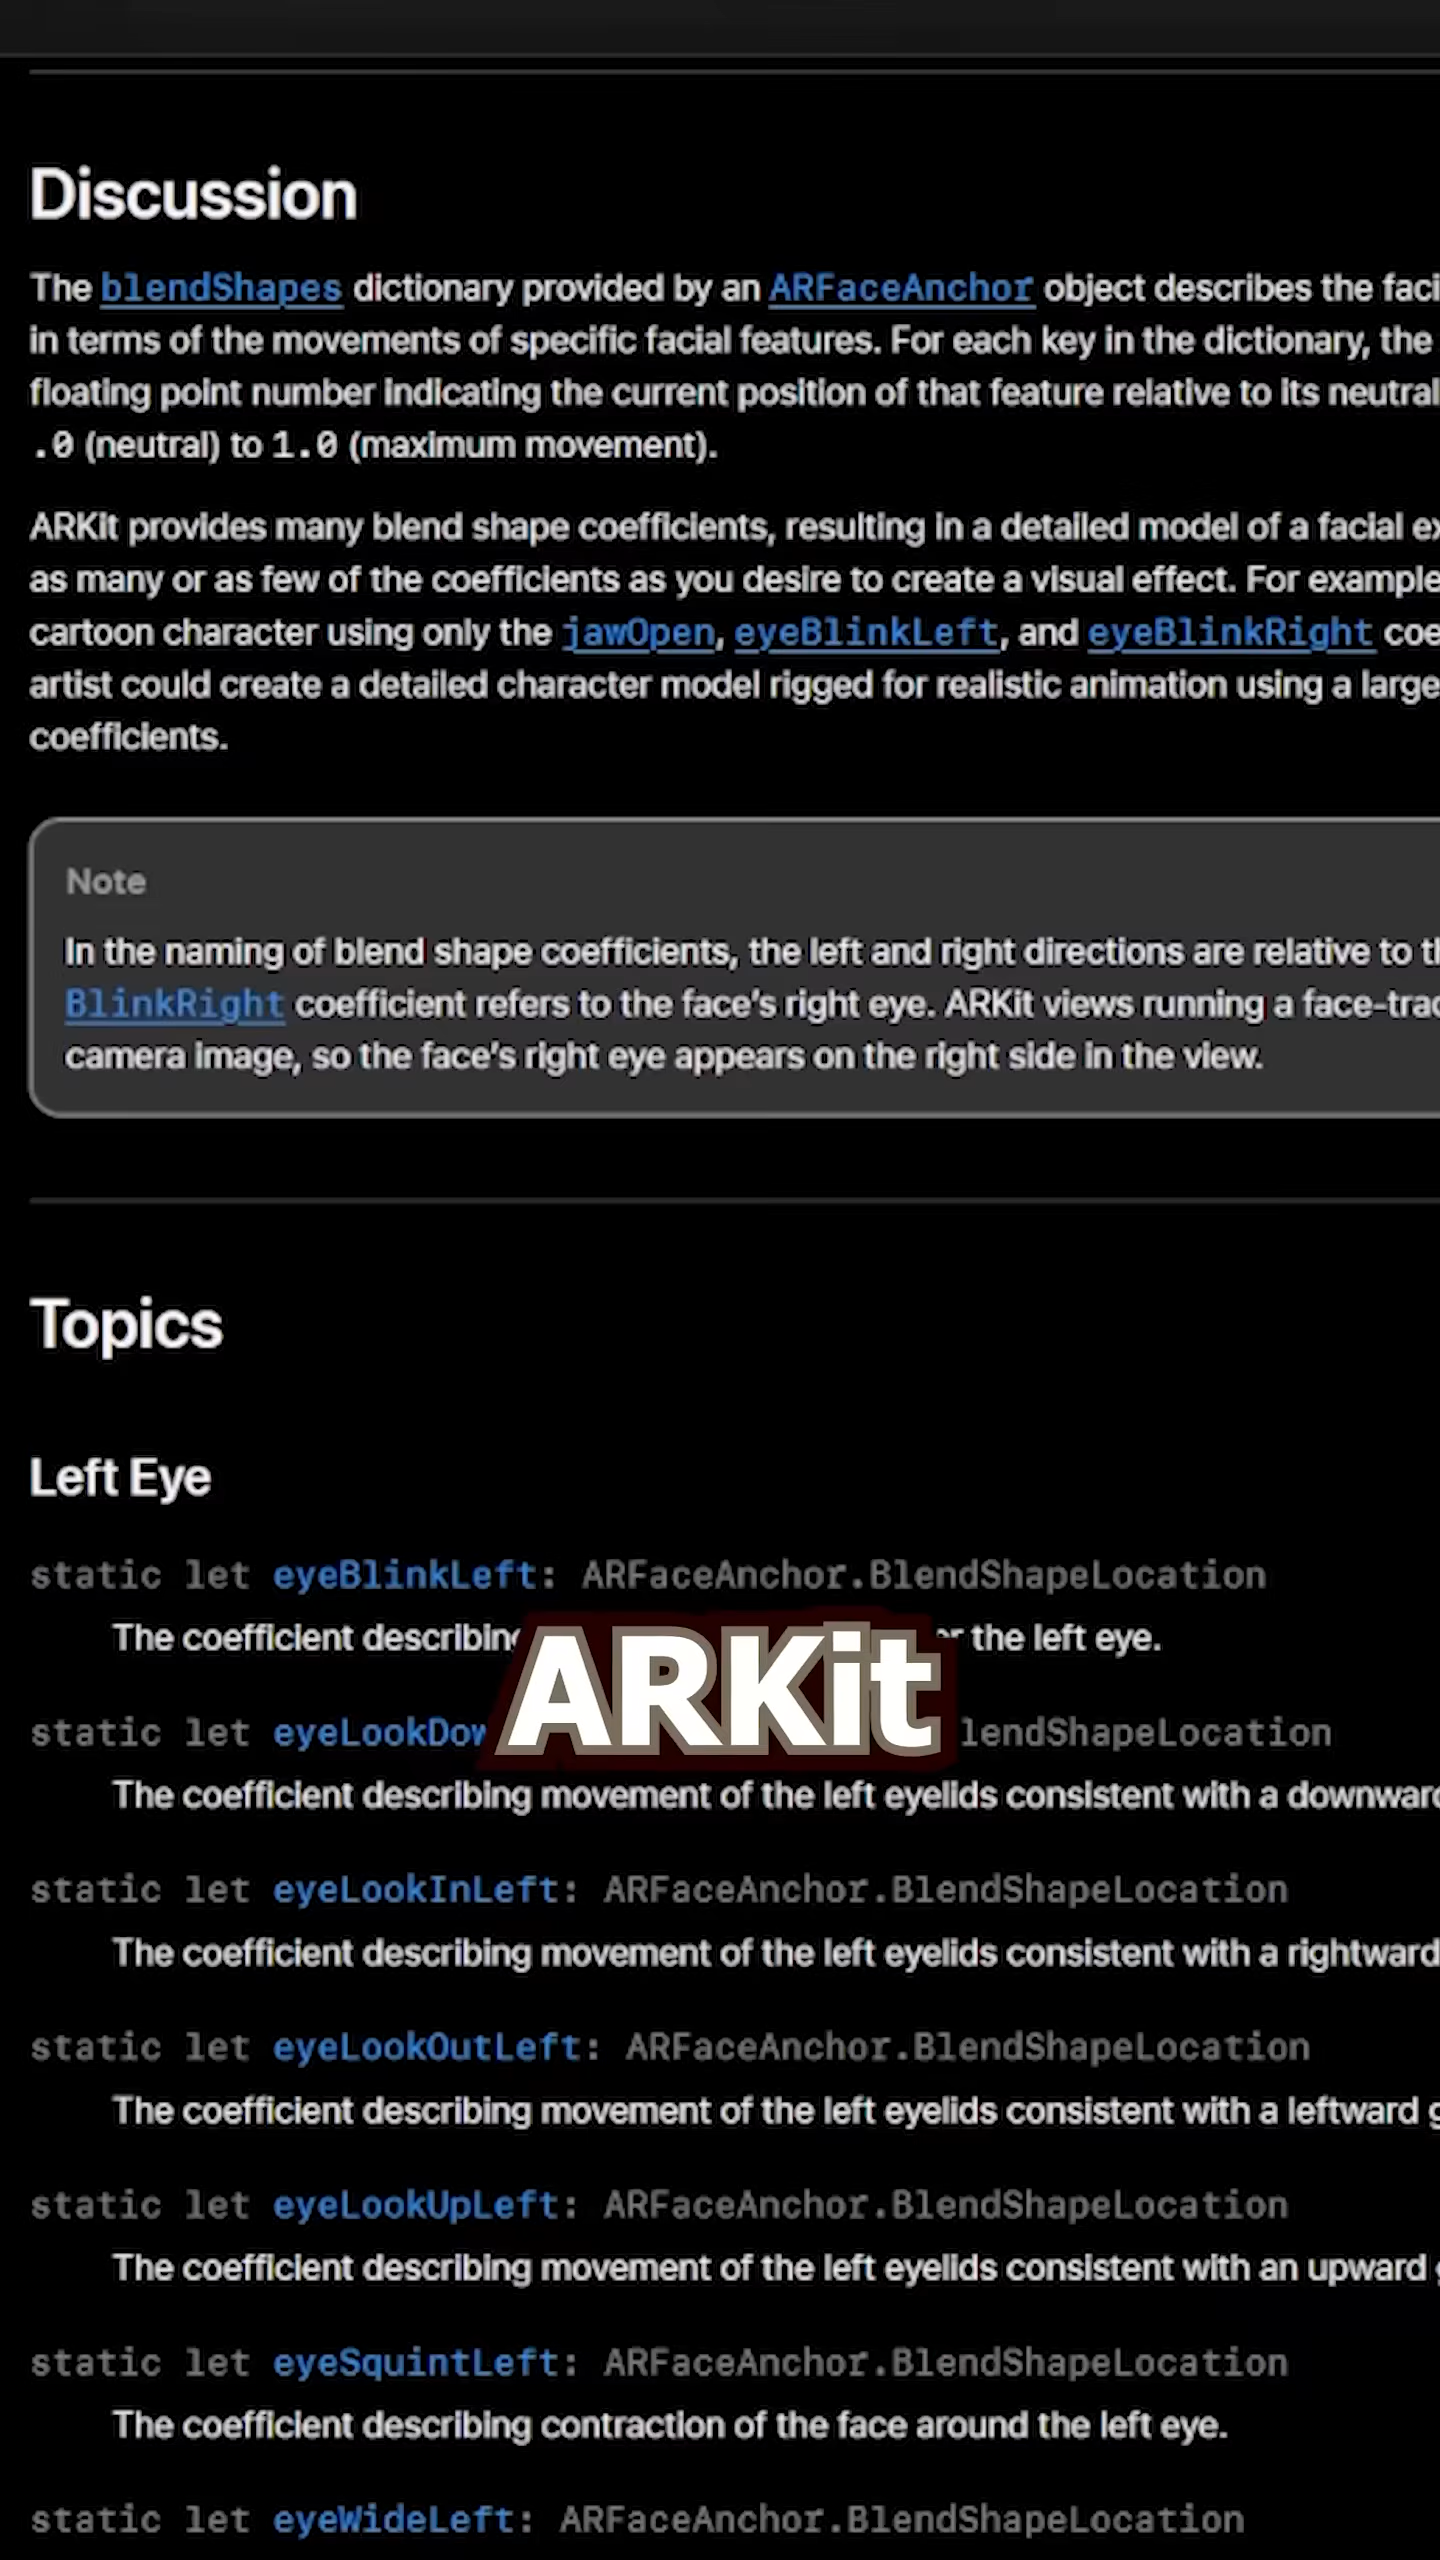 Discussion
The blendShapes dictionary provided by an ARFaceAnchor object describes the faci
in terms of the movements of specific facial features. For each key in the dictionary, the
floating point number indicating the current position of that feature relative to its neutral
.0 (neutral) to 1.0 (maximum movement).
ARKit provides many blend shape coefficients, resulting in a detailed model of a facial ex
as many or as few of the coefficients as you desire to create a visual effect. For example
cartoon character using only the jawOpen, eyeBlinkLeft, and eyeBlinkRight coe
artist could create a detailed character model rigged for realistic animation using a large
coefficients.
Note
In the naming of blend shape coefficients, the left and right directions are relative to th
BlinkRight coefficient refers to the face's right eye. ARKit views running a face-trac
camera image, so the face's right eye appears on the right side in the view.
Topics
Left Eye
static let eyeBlinkLeft: ARFaceAnchor.BlendShapeLocation
The coefficient describing the left eye.
ARKit
static let eyeLookDow lendShapeLocation
The coefficient describing movement of the left eyelids consistent with a downward
static let eyeLookInLeft: ARFaceAnchor.BlendShapeLocation
The coefficient describing movement of the left eyelids consistent with a rightward
static let eyeLookOutLeft: ARFaceAnchor.BlendShapeLocation
The coefficient describing movement of the left eyelids consistent with a leftward g
static let eyeLookUpLeft: ARFaceAnchor.BlendShapeLocation
The coefficient describing movement of the left eyelids consistent with an upward
static let eyeSquintLeft: ARFaceAnchor.BlendShapeLocation
The coefficient describing contraction of the face around the left eye.
static let eyeWideLeft: ARFaceAnchor.BlendShapeLocation